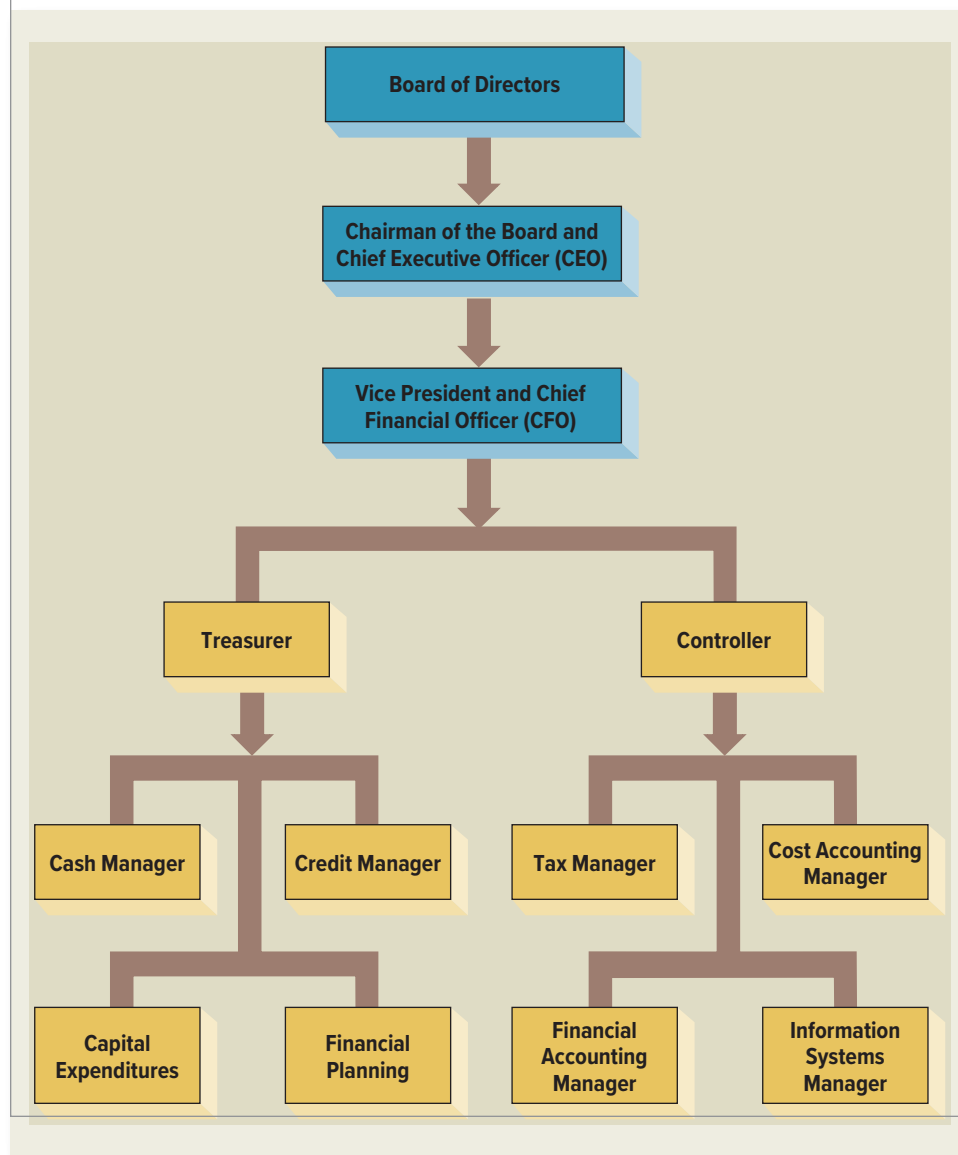 Board of Directors
Chairman of the Board and
Chief Executive Officer (CEO)
Vice President and Chief
Financial Officer (CFO)
Treasurer
Controller
Cash Manager
Credit Manager
Tax Manager
Cost Accounting
Manager
Capital
Expenditures
Financial
Planning
Financial
Accounting
Manager
Information
Systems
Manager